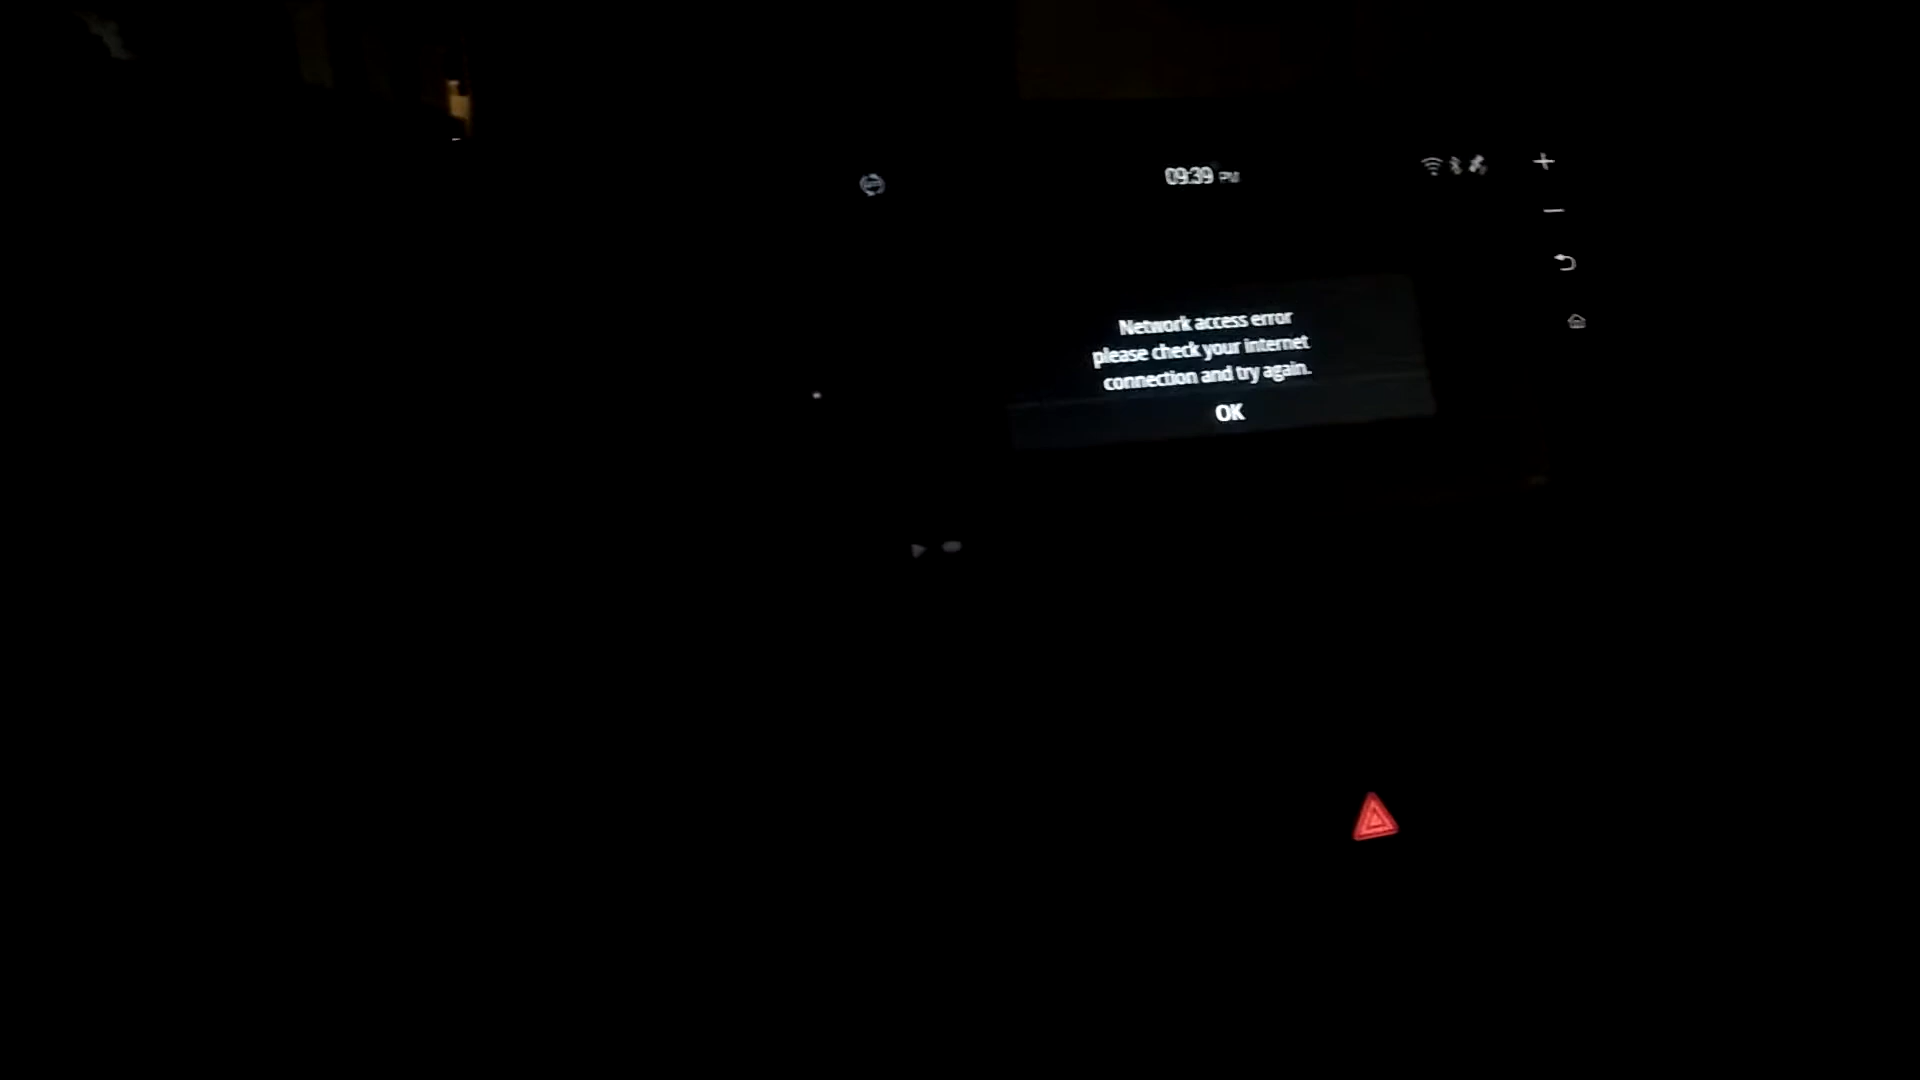 09:39 PM
Network access error
please check your internet
connection and try again.
OK